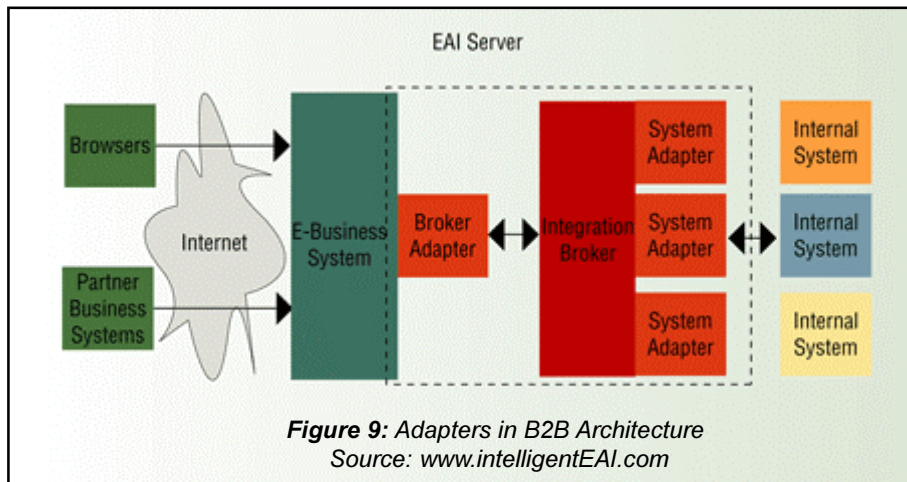 EAI Server
Browsers
Internet
Partner
Business
Systems
E-Business
System
Broker
Adapter
Integration
Broker
System
Adapter
System
Adapter
System
Adapter
Internal
System
Internal
System
Internal
System
Figure 9: Adapters in B2B Architecture
Source: www.intelligentEAI.com